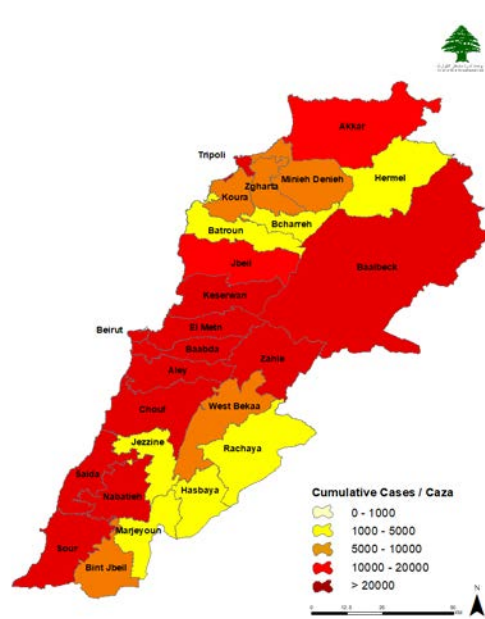 Akkar
Tripoli
Hermel
Minieh Denieh
Zgharta
Koura
Bcharreh
Batroun
Jbeil
Baalbeck
Keserwan
El Metn
Beirut
Baabda
Zahle
Aley
Chouf
West Bekaa
Jezzine
Rachaya
Saida
Hasbaya
Nabatieh
Marjeyoun
Sour
Bint Jbeil
Cumulative Cases / Caza
0 - 1000
1000 - 5000
5000 - 10000
10000 - 20000
> 20000
N